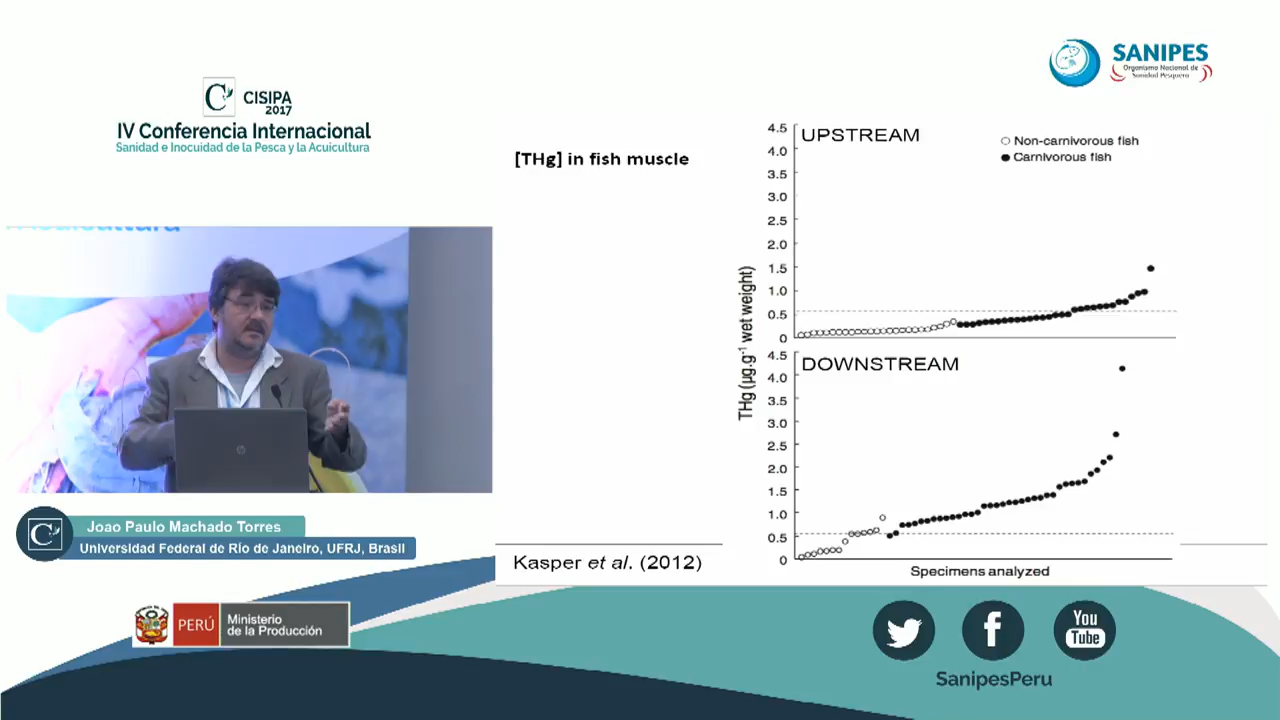 SANIPES
Organismo Nacional de
Sanidad Pesquera
C
CISIPA
2017
IV Conferencia Internacional
Sanidad e Inocuidad de la Pesca y la Acuicultura
[THg] in fish muscle
UPSTREAM
Non-carnivorous fish
Carnivorous fish
4.5
4.0
3.5
3.0
2.5
2.0
1.5
1.0
0.5
0
DOWNSTREAM
4.5
4.0
3.5
3.0
2.5
2.0
1.5
1.0
0.5
0
THg (µg.g-1 wet weight)
Specimens analyzed
Kasper et al. (2012)
C
Joao Paulo Machado Torres
Universidad Federal de Rio de Janeiro, UFRJ, Brasil
PERÚ
Ministerio
de la Producción
f
You
Tube
SanipesPeru
hp